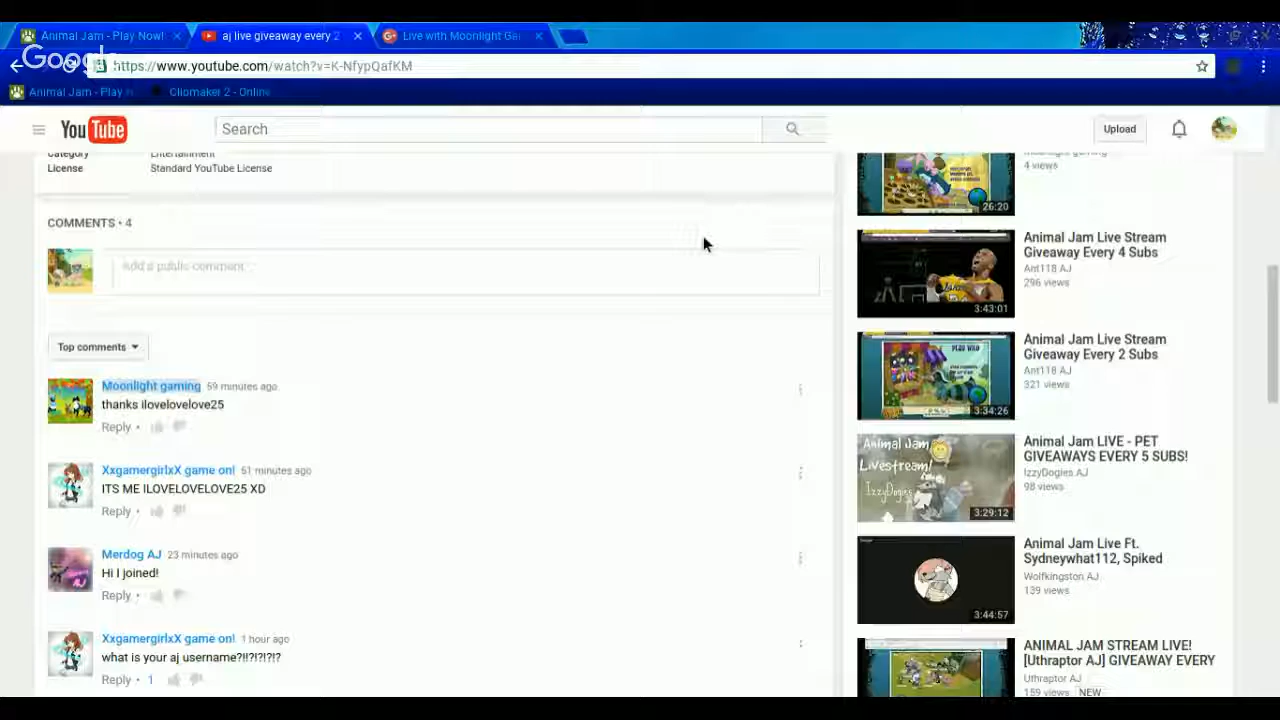 Animal Jam - Play Now!
aj live giveaway every 2
Live with Moonlight Ga
Google
https://www.youtube.com/watch?v=K-NfypQafKM
Animal Jam - Play
Cliomaker 2 - Online
YouTube
Search
Upload
Category Entertainment
License Standard YouTube License
COMMENTS • 4
Add a public comment...
Top comments
Moonlight gaming 59 minutes ago
thanks ilovelovelove25
Reply •
XxgamergirlxX game on! 51 minutes ago
ITS ME ILOVELOVELOVE25 XD
Reply •
Merdog AJ 23 minutes ago
Hi I joined!
Reply •
XxgamergirlxX game on! 1 hour ago
what is your aj username?!!?!?!?!?
Reply • 1
moonlight gaming
4 views
26:20
Animal Jam Live Stream
Giveaway Every 4 Subs
Ant118 AJ
296 views
3:43:01
Animal Jam Live Stream
Giveaway Every 2 Subs
Ant118 AJ
321 views
PLAY WILD
3:34:26
Animal Jam LIVE - PET
GIVEAWAYS EVERY 5 SUBS!
IzzyDogies AJ
98 views
Animal Jam
Livestream!
IzzyDogies
3:29:12
Animal Jam Live Ft.
Sydneywhat112, Spiked
Wolfkingston AJ
139 views
3:44:57
ANIMAL JAM STREAM LIVE!
[Uthraptor AJ] GIVEAWAY EVERY
Uthraptor AJ
159 views NEW